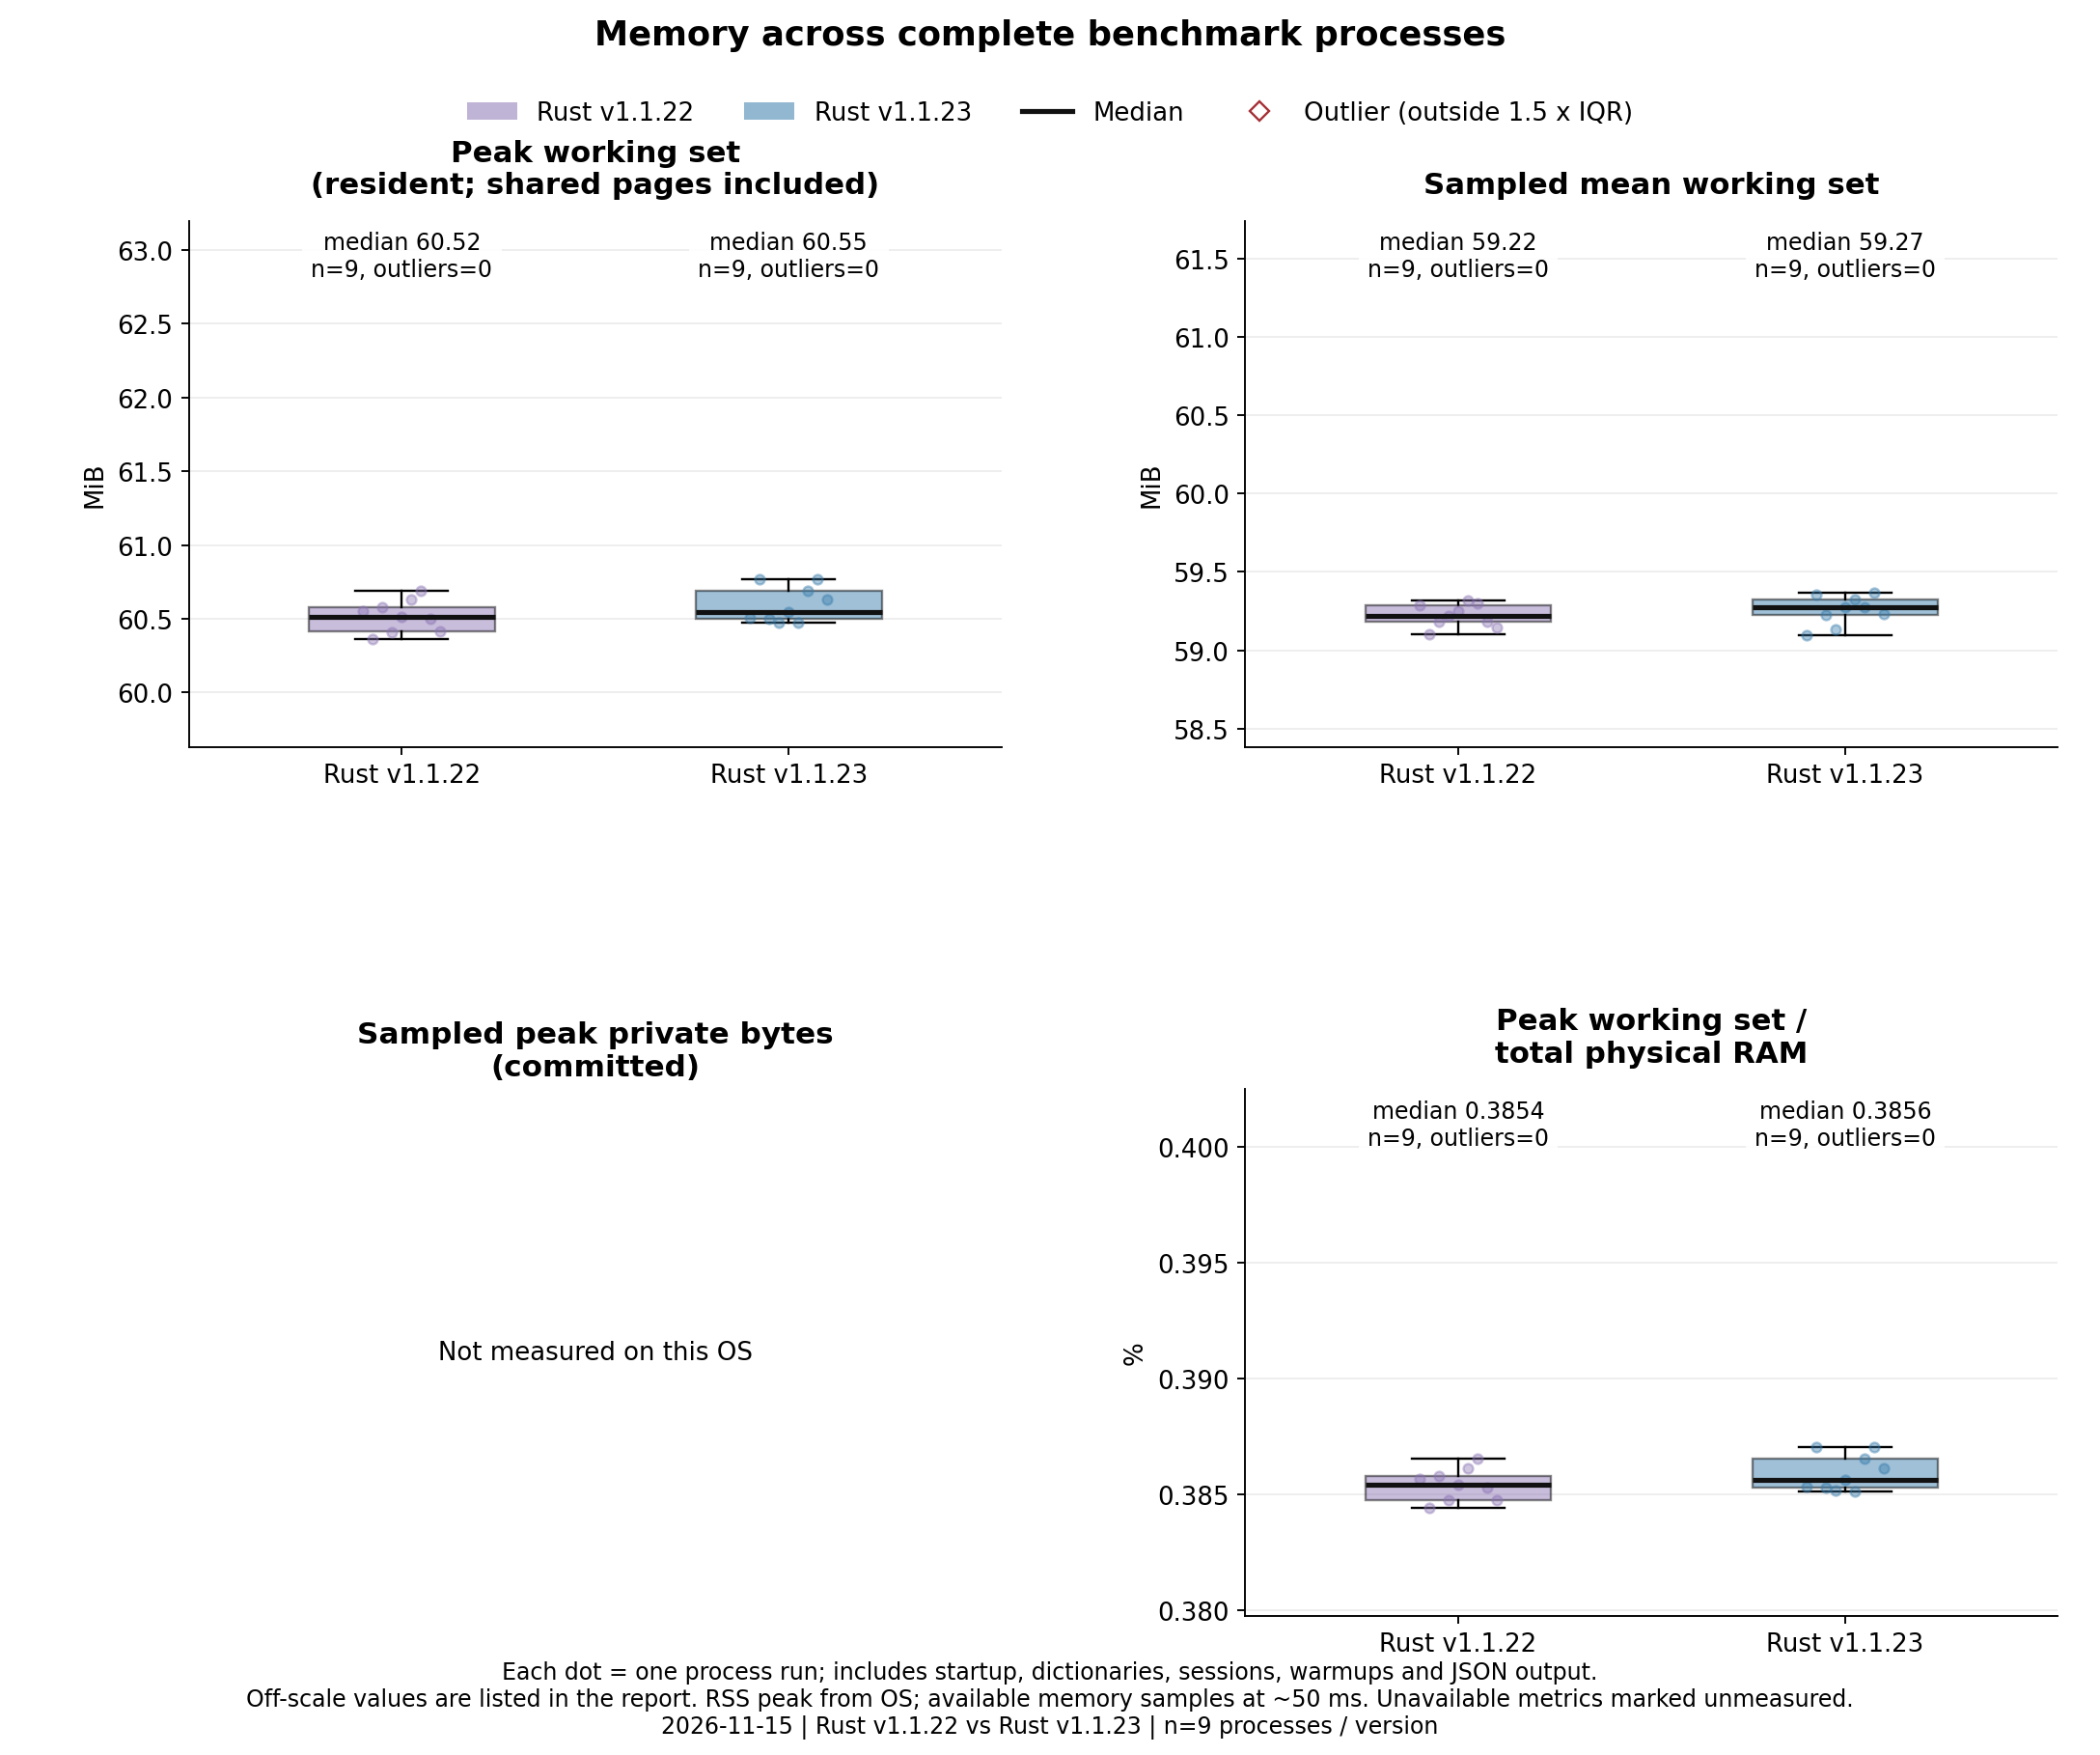 Memory across complete benchmark processes
Rust v1.1.22
Rust v1.1.23
Median
Outlier (outside 1.5 x IQR)
Peak working set
(resident; shared pages included)
median 60.52
n=9, outliers=0
median 60.55
n=9, outliers=0
63.0
62.5
62.0
61.5
61.0
60.5
60.0
MiB
Rust v1.1.22
Rust v1.1.23
Sampled mean working set
median 59.22
n=9, outliers=0
median 59.27
n=9, outliers=0
61.5
61.0
60.5
60.0
59.5
59.0
58.5
MiB
Rust v1.1.22
Rust v1.1.23
Sampled peak private bytes
(committed)
Not measured on this OS
Peak working set /
total physical RAM
median 0.3854
n=9, outliers=0
median 0.3856
n=9, outliers=0
0.400
0.395
0.390
0.385
0.380
%
Rust v1.1.22
Rust v1.1.23
Each dot = one process run; includes startup, dictionaries, sessions, warmups and JSON output.
Off-scale values are listed in the report. RSS peak from OS; available memory samples at ~50 ms. Unavailable metrics marked unmeasured.
2026-11-15 | Rust v1.1.22 vs Rust v1.1.23 | n=9 processes / version